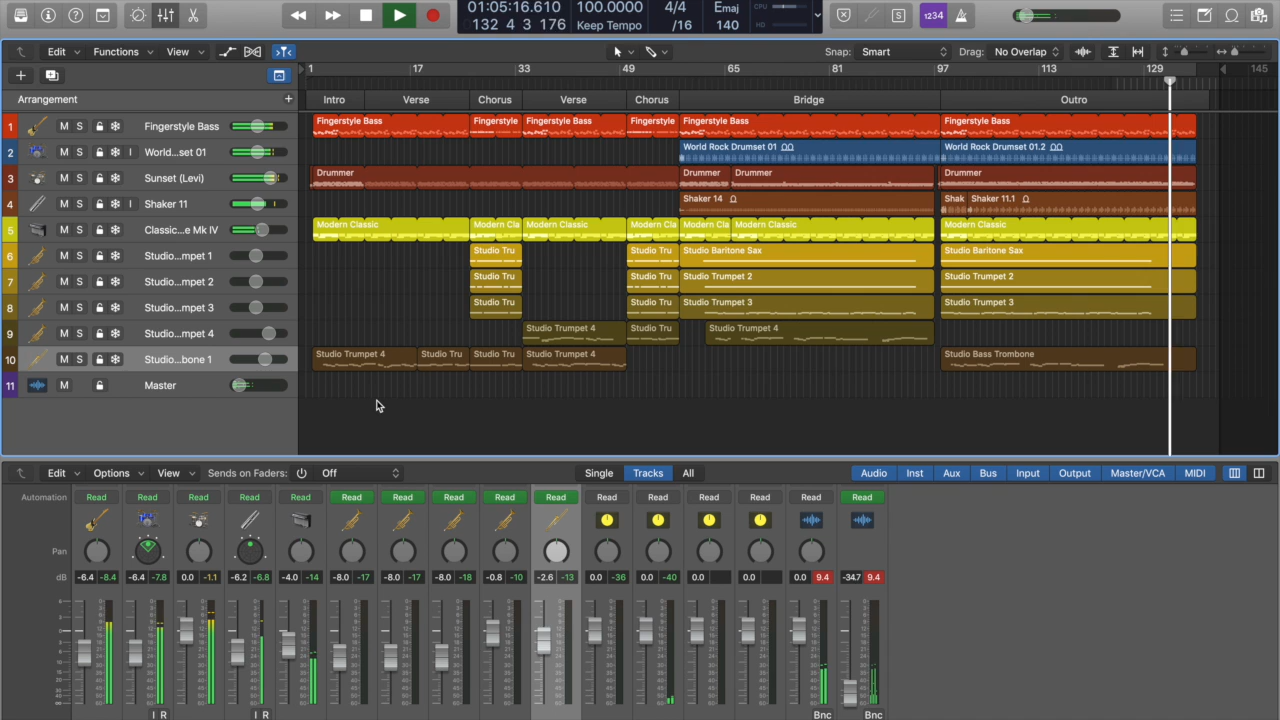 01:05:16.610 100.0000 4/4 Emaj CPU
132 4 3 176 Keep Tempo /16 140 HD
1234
Edit Functions View Snap: Smart Drag: No Overlap
1 17 33 49 65 81 97 113 129 145
Arrangement Intro Verse Chorus Verse Chorus Bridge Outro
1 M S Fingerstyle Bass Fingerstyle Bass Fingerstyle Fingerstyle Bass Fingerstyle Fingerstyle Bass Fingerstyle Bass
2 M S I World...set 01 World Rock Drumset 01 World Rock Drumset 01.2
3 M S Sunset (Levi) Drummer Drummer Drummer Drummer
4 M S I Shaker 11 Shaker 14 Shak Shaker 11.1
5 M S Classic...e Mk IV Modern Classic Modern Cla Modern Classic Modern Cla Modern Cla Modern Classic Modern Classic
6 M S Studio...mpet 1 Studio Tru Studio Tru Studio Baritone Sax Studio Baritone Sax
7 M S Studio...mpet 2 Studio Tru Studio Tru Studio Trumpet 2 Studio Trumpet 2
8 M S Studio...mpet 3 Studio Tru Studio Tru Studio Trumpet 3 Studio Trumpet 3
9 M S Studio...mpet 4 Studio Trumpet 4 Studio Tru Studio Trumpet 4
10 M S Studio...bone 1 Studio Trumpet 4 Studio Tru Studio Tru Studio Trumpet 4 Studio Bass Trombone
11 M Master
Edit Options View Sends on Faders: Off Single Tracks All Audio Inst Aux Bus Input Output Master/VCA MIDI
Automation Read Read Read Read Read Read Read Read Read Read Read Read Read Read Read Read
Pan
dB -6.4 -8.4 -6.4 -7.8 0.0 -1.1 -6.2 -6.8 -4.0 -14 -8.0 -17 -8.0 -17 -8.0 -18 -0.8 -10 -2.6 -13 0.0 -36 0.0 -40 0.0 0.0 0.0 9.4 -34.7 9.4
I R I R Bnc Bnc